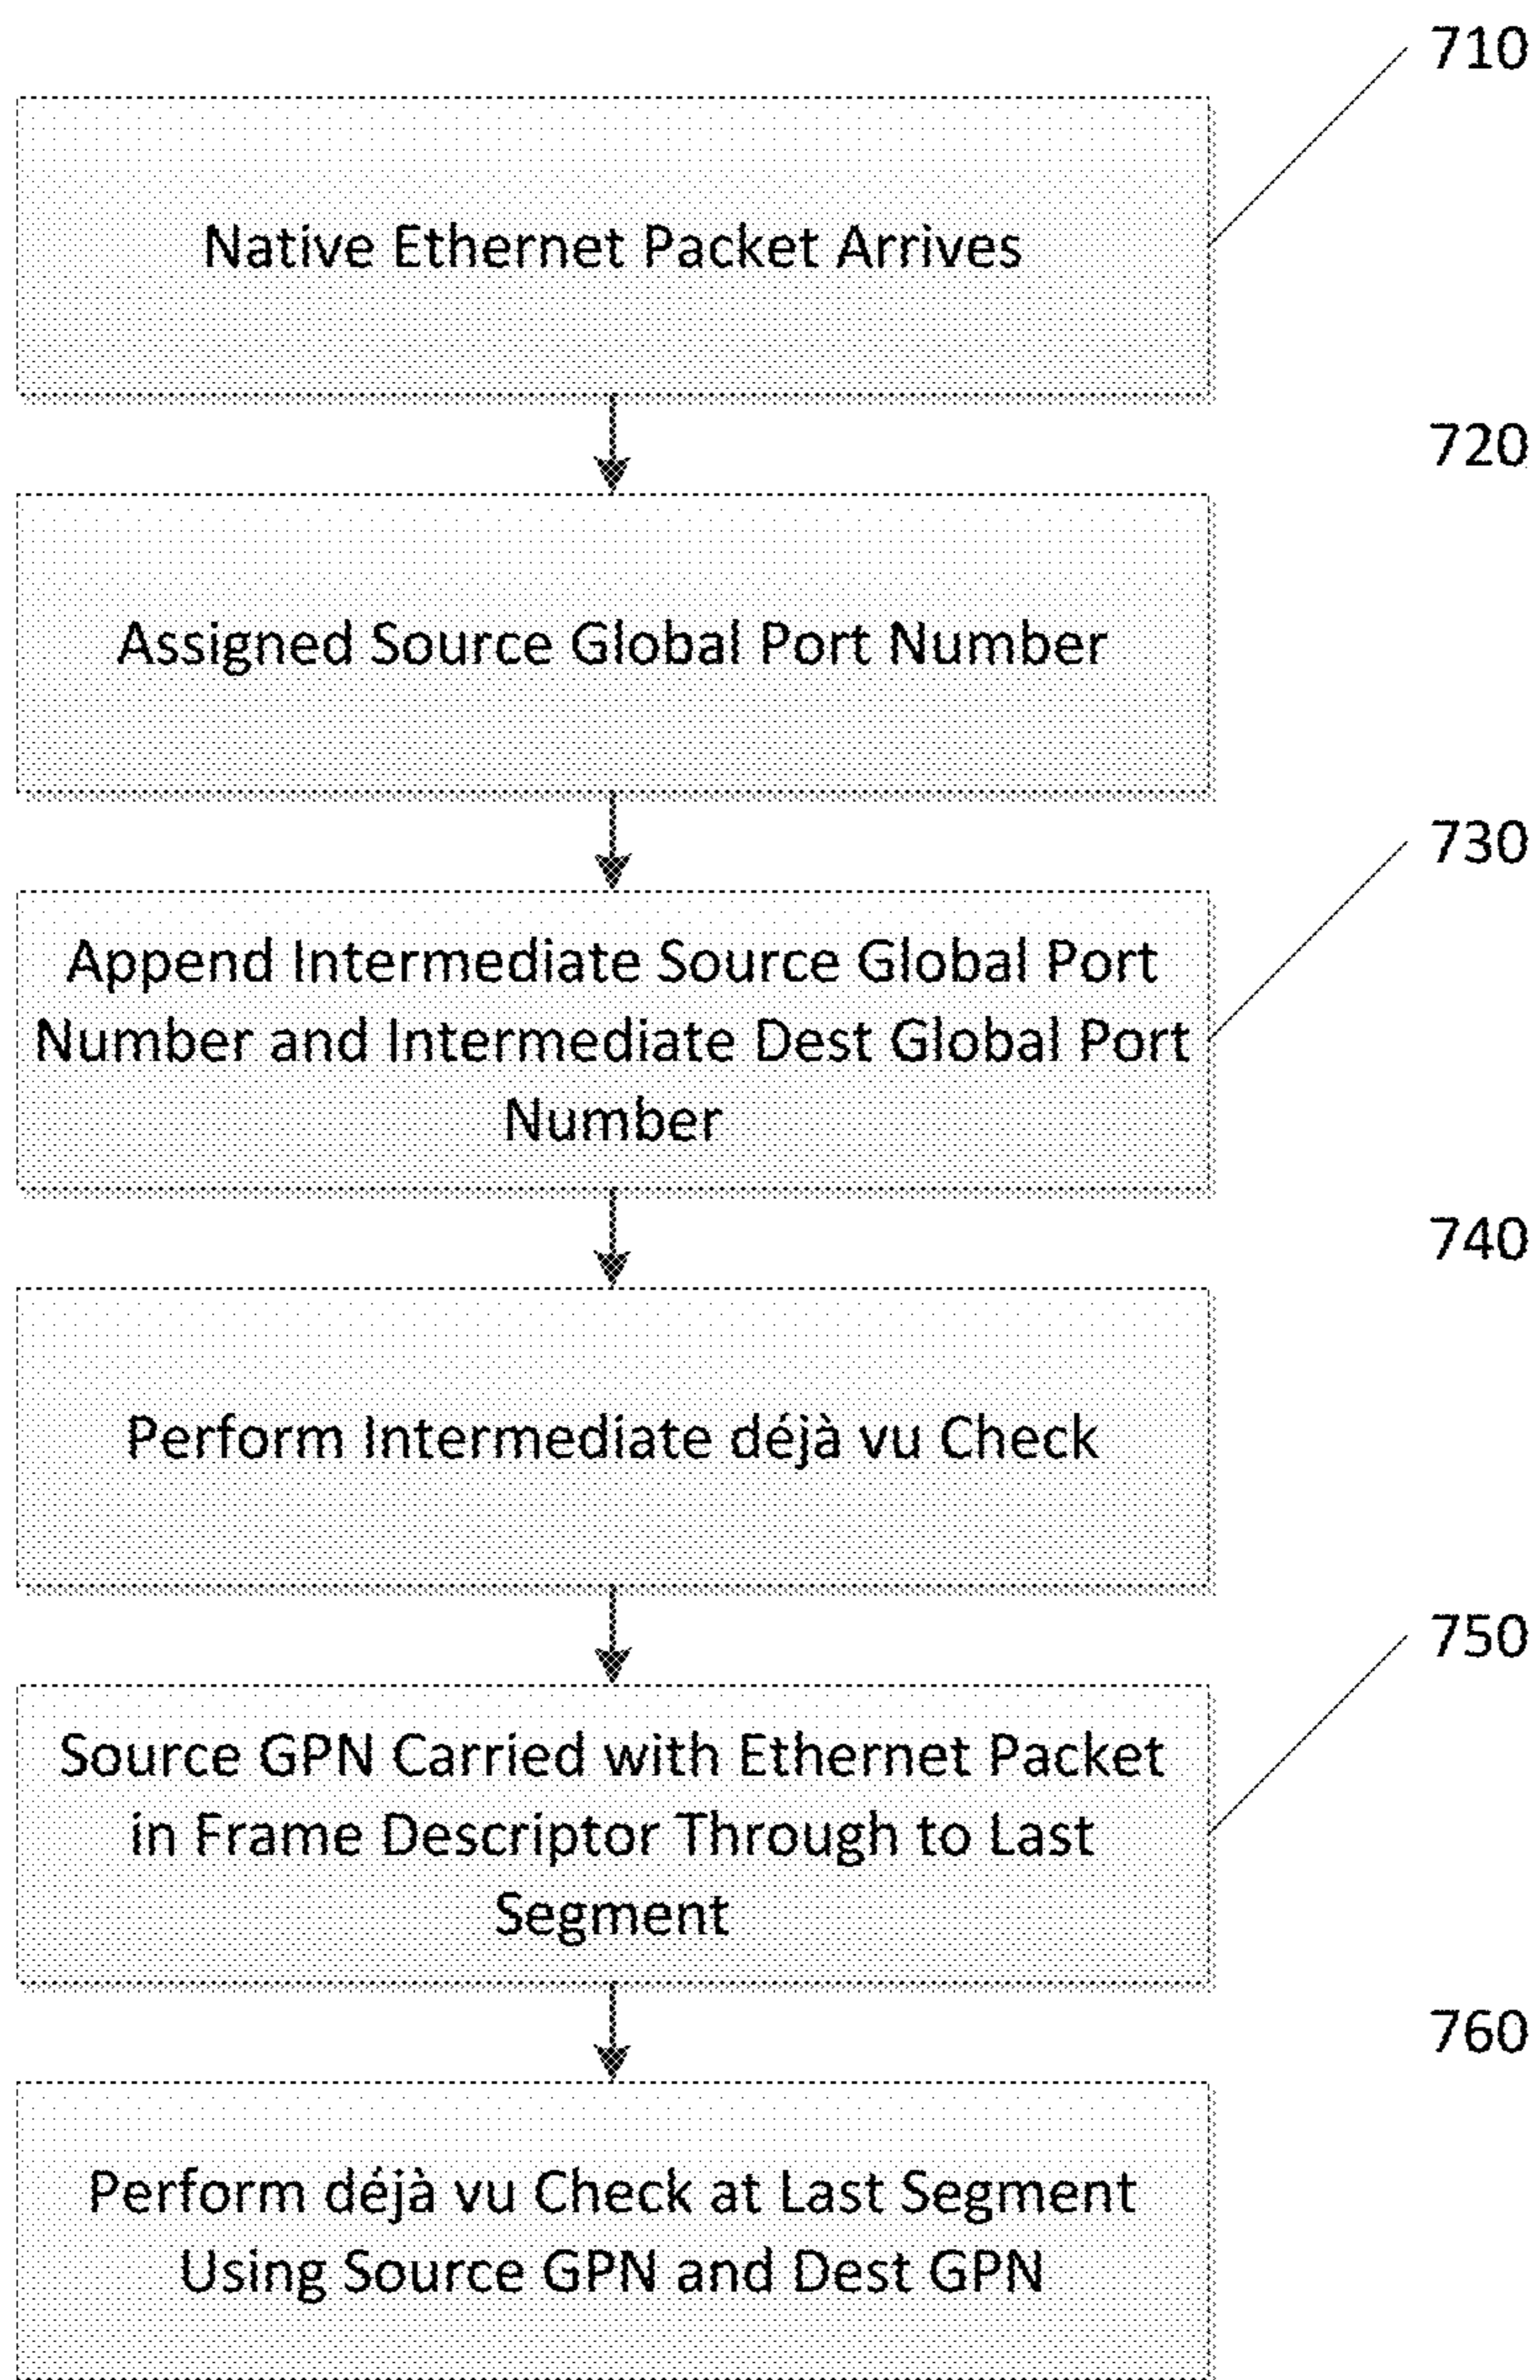 710
Native Ethernet Packet Arrives
720
Assigned Source Global Port Number
730
Append Intermediate Source Global Port
Number and Intermediate Dest Global Port
Number
740
Perform Intermediate déjà vu Check
750
Source GPN Carried with Ethernet Packet
in Frame Descriptor Through to Last
Segment
760
Perform déjà vu Check at Last Segment
Using Source GPN and Dest GPN